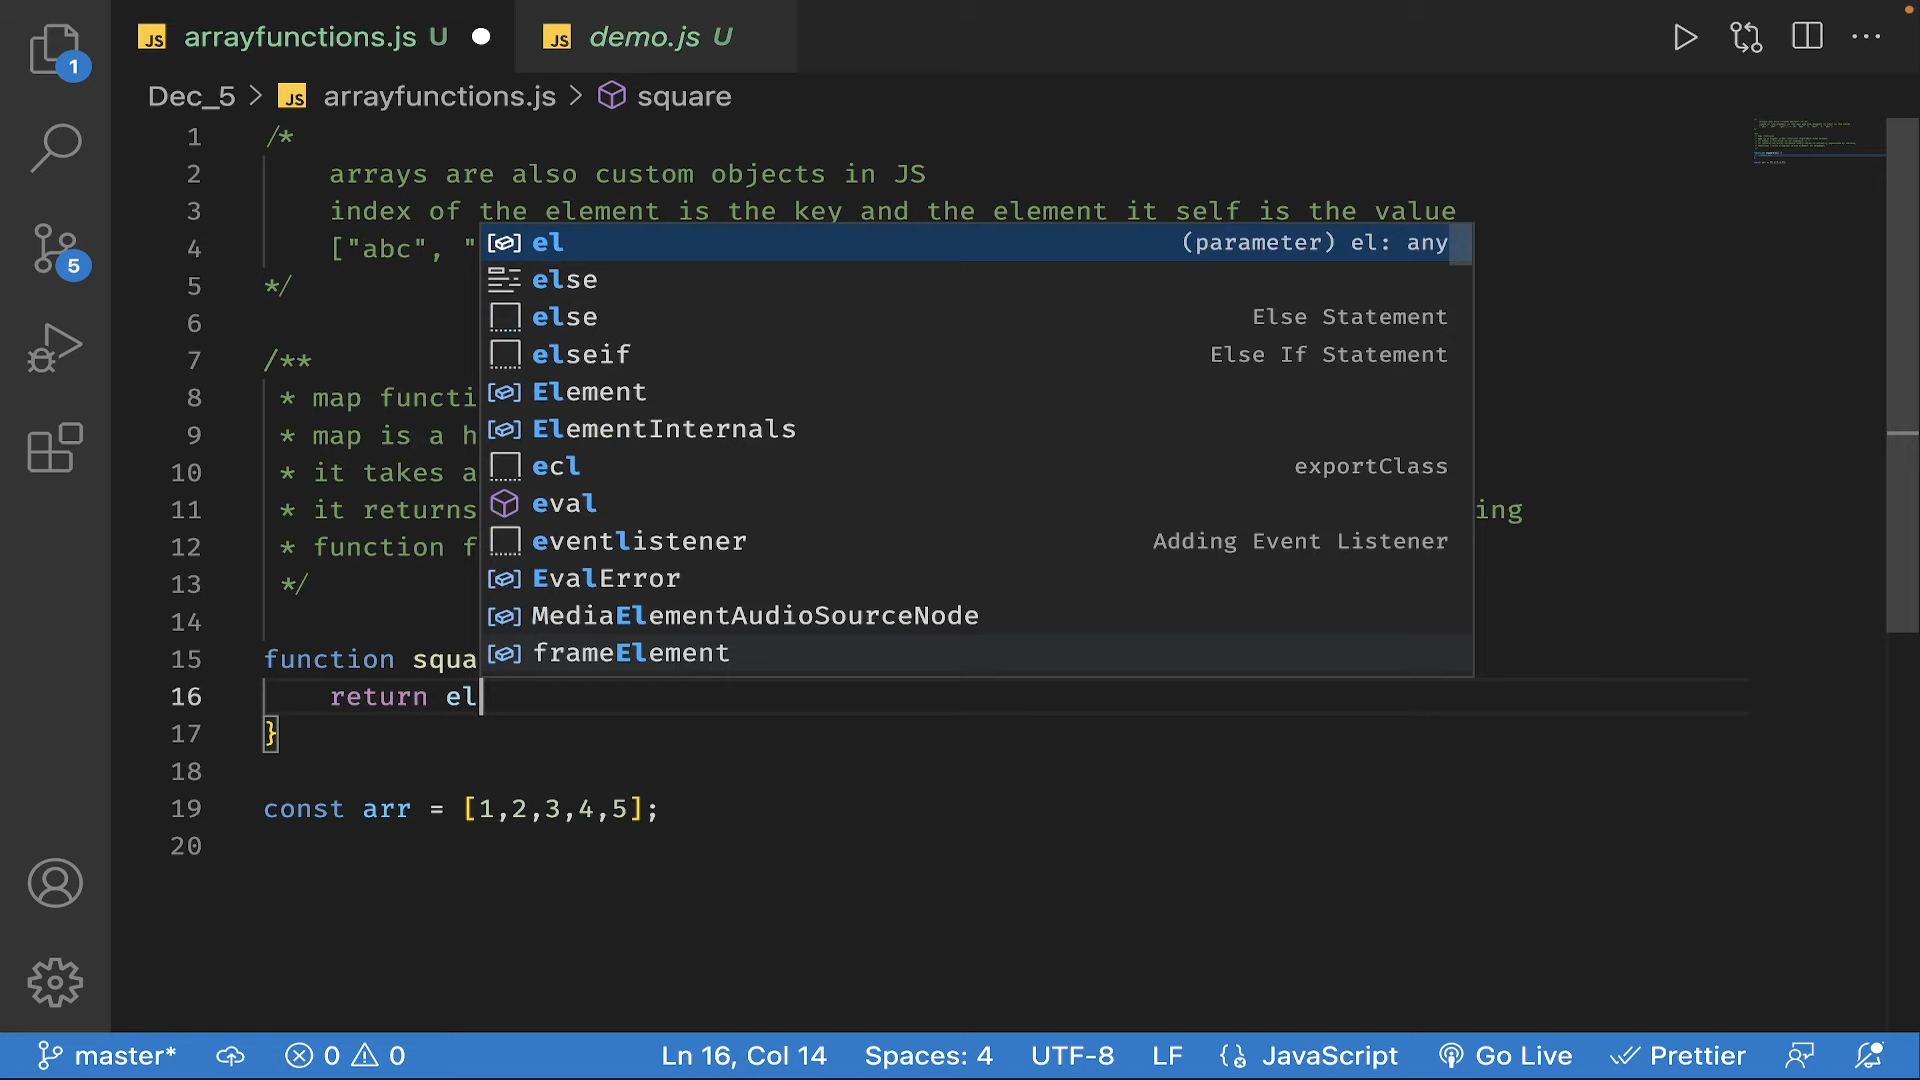 JS arrayfunctions.js U
JS demo.js U
Dec_5 > JS arrayfunctions.js > square
1 /*
2 arrays are also custom objects in JS
3 index of the element is the key and the element it self is the value
4 ["abc", "
5 */
6
7 /**
8 * map functi
9 * map is a h
10 * it takes a
11 * it returns ing
12 * function f
13 */
14
15 function squa
16 return el
17 }
18
19 const arr = [1,2,3,4,5];
20
el (parameter) el: any
else
else Else Statement
elseif Else If Statement
Element
ElementInternals
ecl exportClass
eval
eventlistener Adding Event Listener
EvalError
MediaElementAudioSourceNode
frameElement
1
5
master* 0 0 Ln 16, Col 14 Spaces: 4 UTF-8 LF JavaScript Go Live Prettier